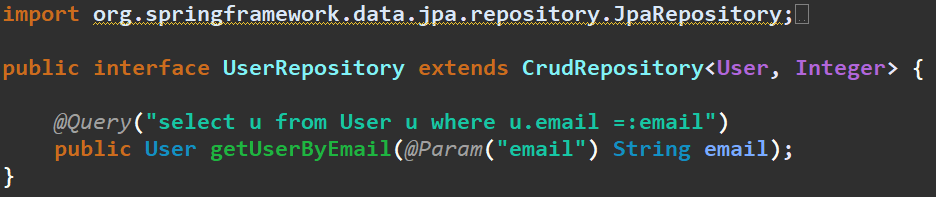 import org.springframework.data.jpa.repository.JpaRepository;
public interface UserRepository extends CrudRepository<User, Integer> {
@Query("select u from User u where u.email =:email")
public User getUserByEmail(@Param("email") String email);
}